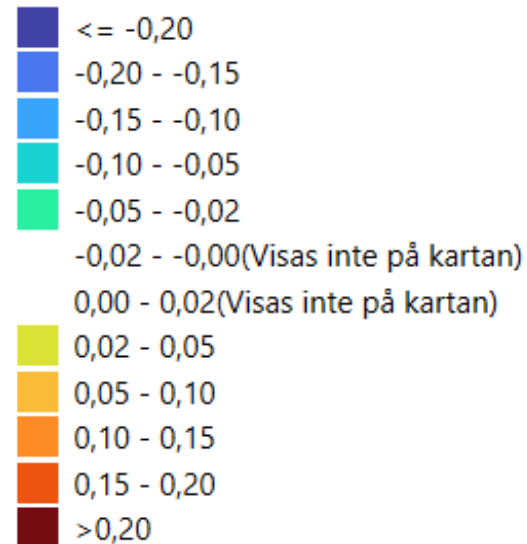 <= -0,20
-0,20 - -0,15
-0,15 - -0,10
-0,10 - -0,05
-0,05 - -0,02
-0,02 - -0,00(Visas inte på kartan)
0,00 - 0,02(Visas inte på kartan)
0,02 - 0,05
0,05 - 0,10
0,10 - 0,15
0,15 - 0,20
>0,20